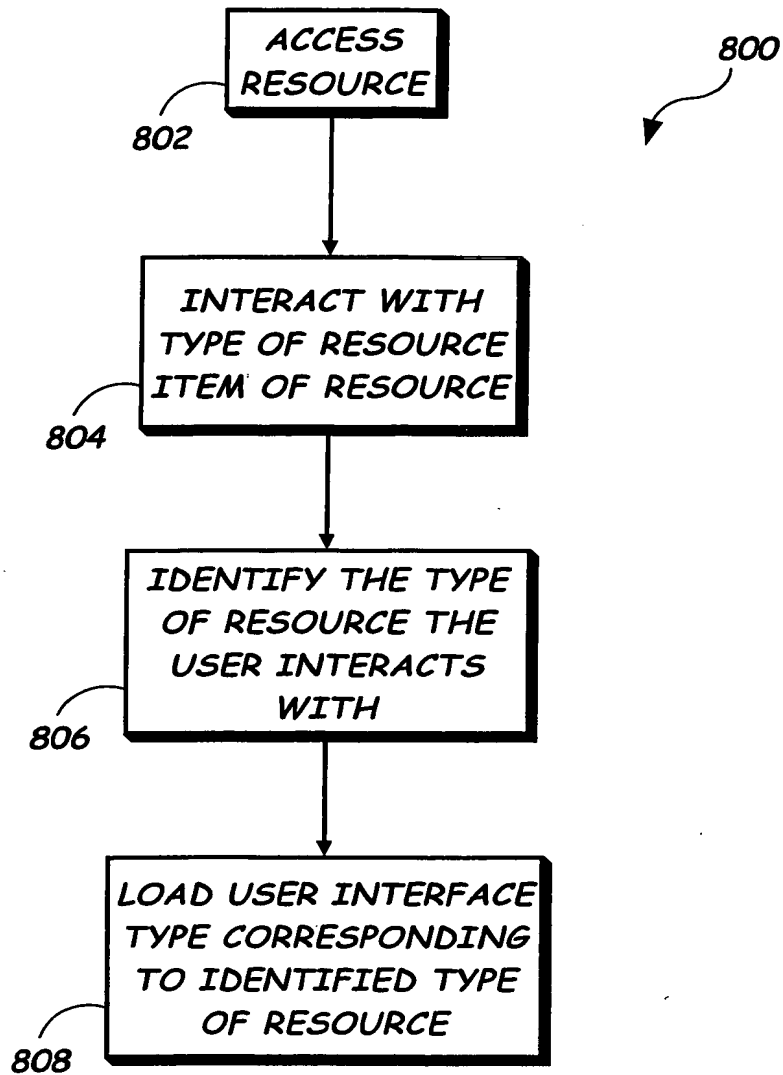 ACCESS
RESOURCE
800
802
INTERACT WITH
TYPE OF RESOURCE
ITEM OF RESOURCE
804
IDENTIFY THE TYPE
OF RESOURCE THE
USER INTERACTS
WITH
806
LOAD USER INTERFACE
TYPE CORRESPONDING
TO IDENTIFIED TYPE
OF RESOURCE
808